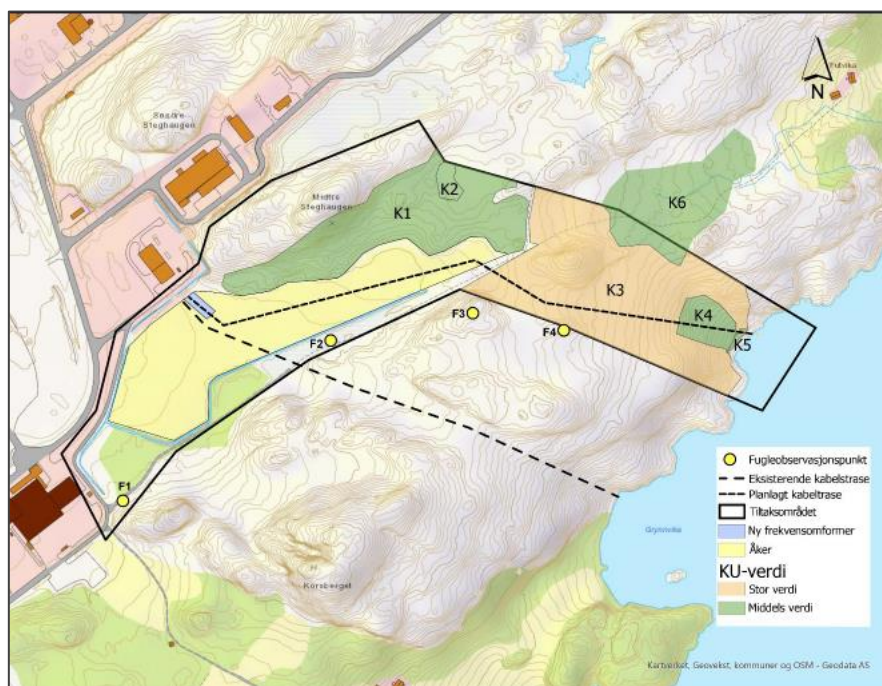 N
Fulvika
Søndre
Steghaugen
Midtre
Steghaugen
K2
K1
K6
K3
K4
K5
F3
F4
F2
F1
Korsberget
Grynnvika
Fugleobservasjonspunkt
Eksisterende kabelstrase
Planlagt kabeltrase
Tiltaksområdet
Ny frekvensomformer
Åker
KU-verdi
Stor verdi
Middels verdi
Kartverket, Geovekst, kommuner og OSM - Geodata AS